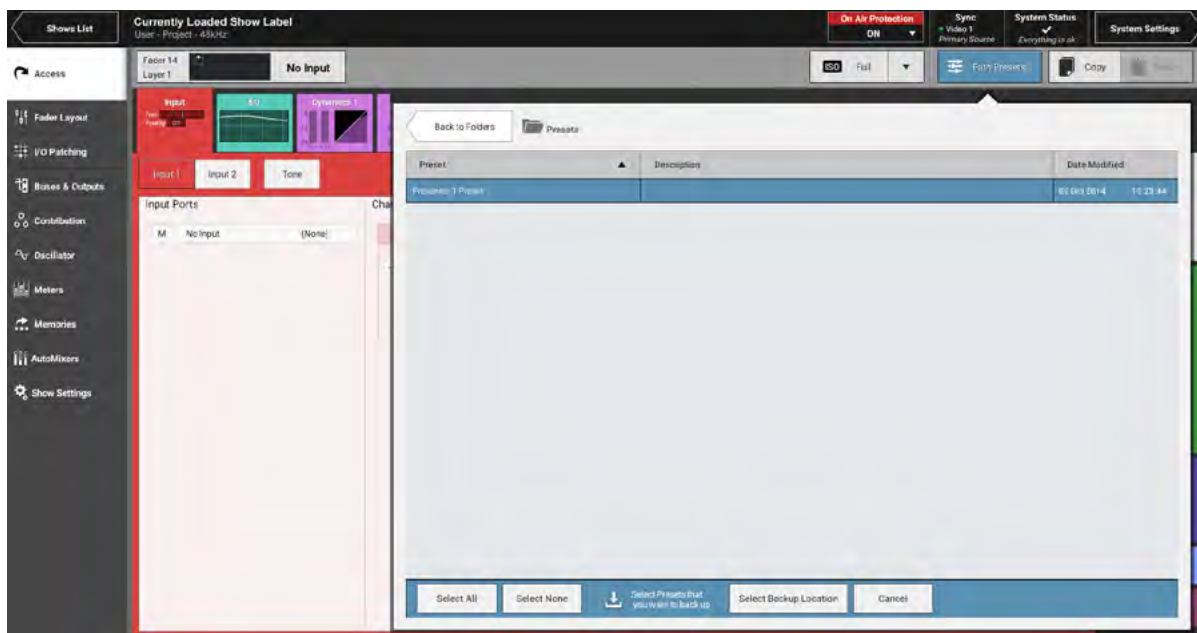 Shows List
Currently Loaded Show Label
User - Project - 48kHz
On Air Protection
ON
Sync
Video 1
Primary Source
System Status
Everything is ok
System Settings
Access
Fader 14
Layer 1
No Input
ISO Full
Path Presets
Copy
Fader Layout
I/O Patching
Buses & Outputs
Contribution
Oscillator
Meters
Memories
AutoMixers
Show Settings
Input
EQ
Dynamics 1
Input 1
Input 2
Tone
Input Ports
Cha
M No Input (None)
Back to Folders
Presets
Preset Description Date Modified
Select All
Select None
Select Presets that
you want to back up
Select Backup Location
Cancel